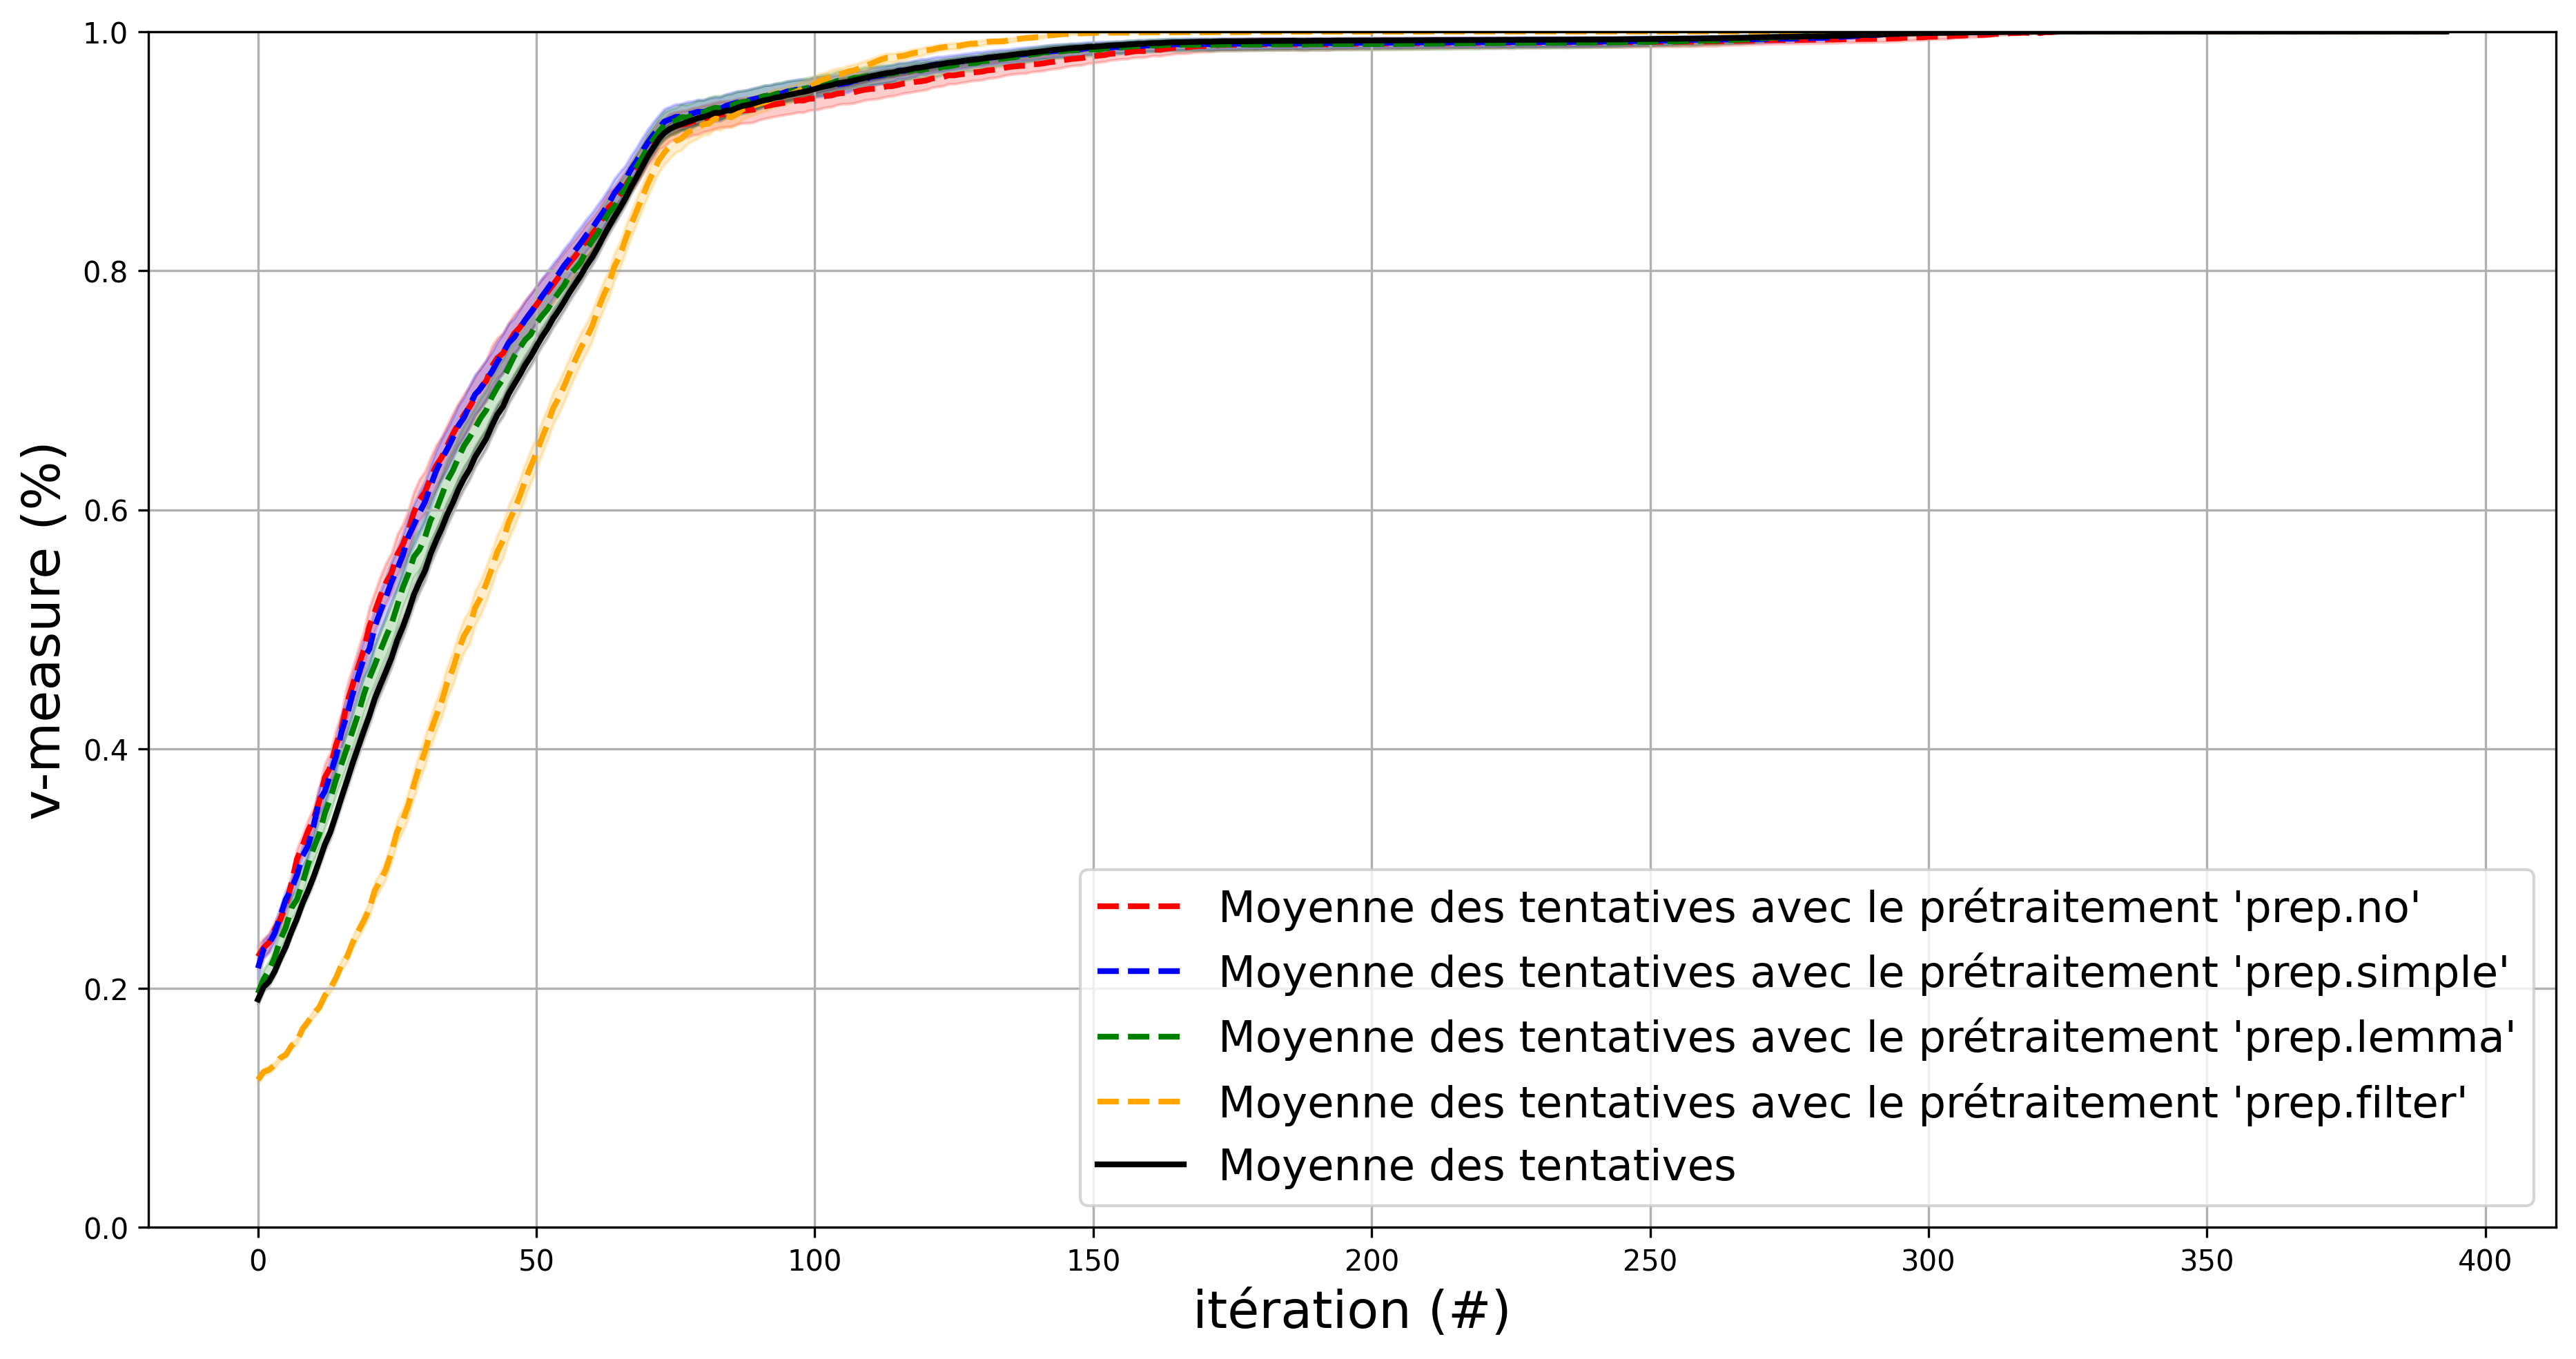 v-measure (%)
1.0
0.8
0.6
0.4
0.2
0.0
0 50 100 150 200 250 300 350 400
itération (#)
Moyenne des tentatives avec le prétraitement 'prep.no'
Moyenne des tentatives avec le prétraitement 'prep.simple'
Moyenne des tentatives avec le prétraitement 'prep.lemma'
Moyenne des tentatives avec le prétraitement 'prep.filter'
Moyenne des tentatives